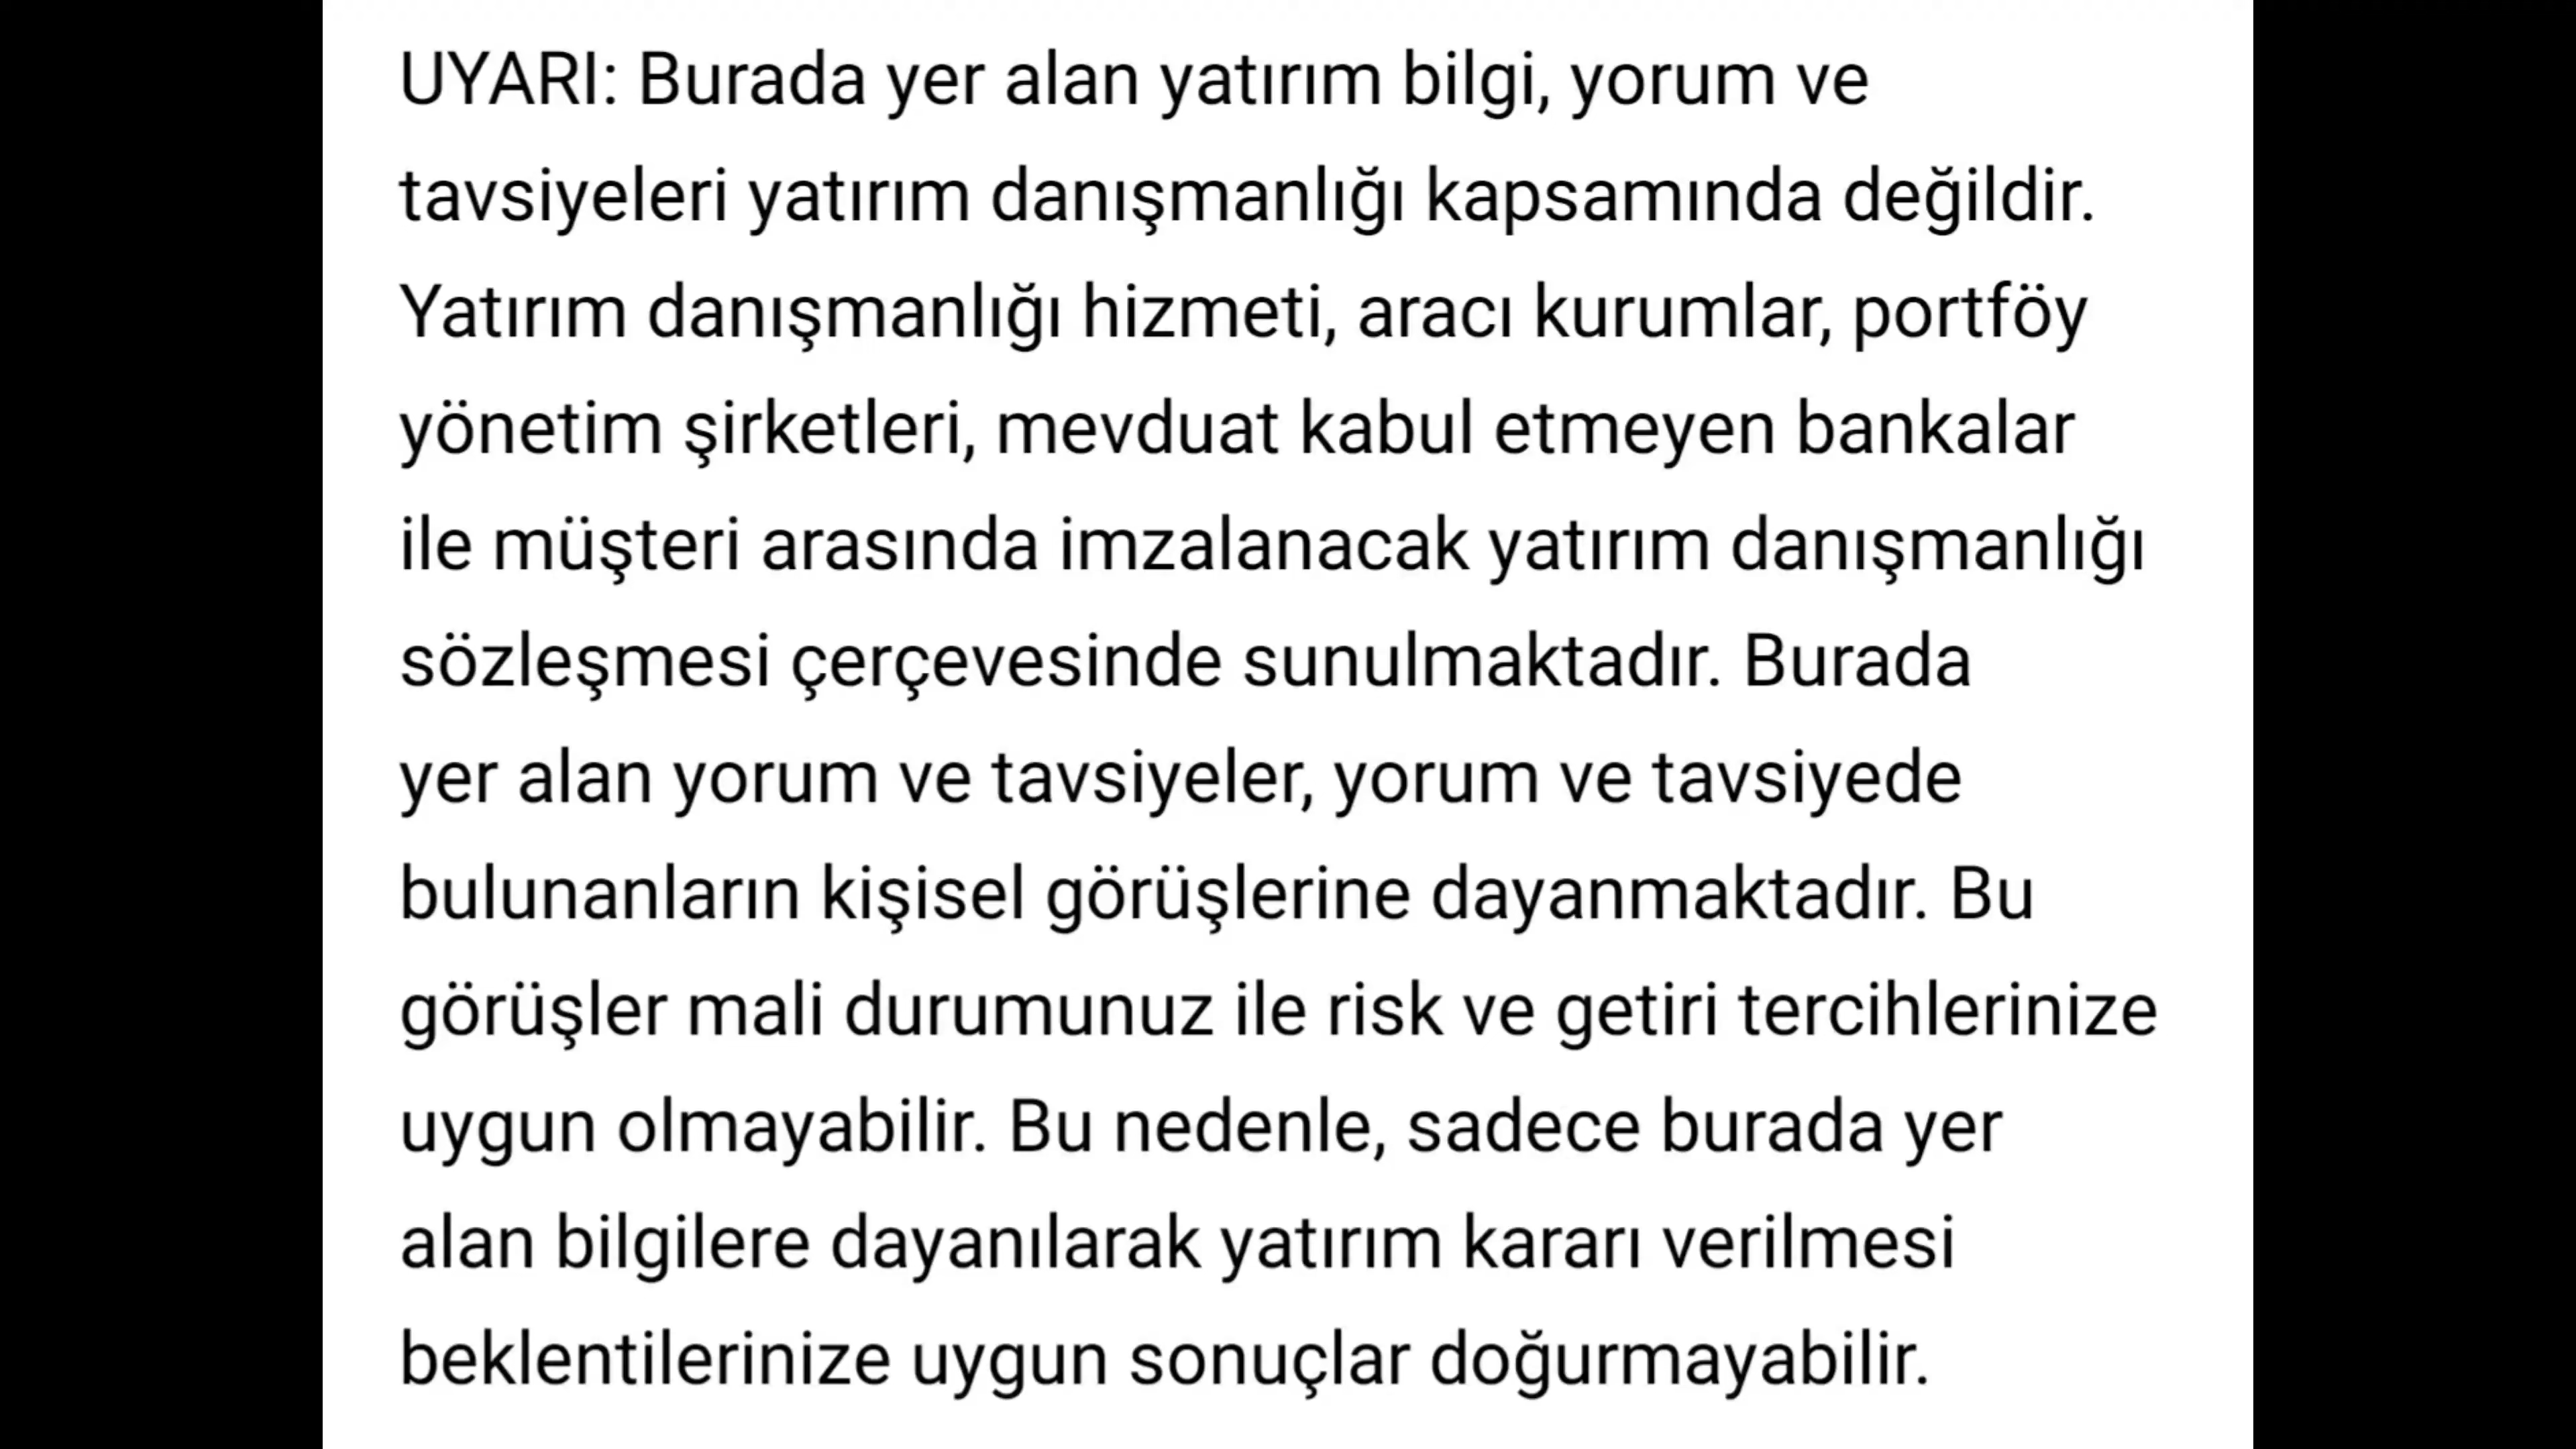 UYARI: Burada yer alan yatırım bilgi, yorum ve
tavsiyeleri yatırım danışmanlığı kapsamında değildir.
Yatırım danışmanlığı hizmeti, aracı kurumlar, portföy
yönetim şirketleri, mevduat kabul etmeyen bankalar
ile müşteri arasında imzalanacak yatırım danışmanlığı
sözleşmesi çerçevesinde sunulmaktadır. Burada
yer alan yorum ve tavsiyeler, yorum ve tavsiyede
bulunanların kişisel görüşlerine dayanmaktadır. Bu
görüşler mali durumunuz ile risk ve getiri tercihlerinize
uygun olmayabilir. Bu nedenle, sadece burada yer
alan bilgilere dayanılarak yatırım kararı verilmesi
beklentilerinize uygun sonuçlar doğurmayabilir.